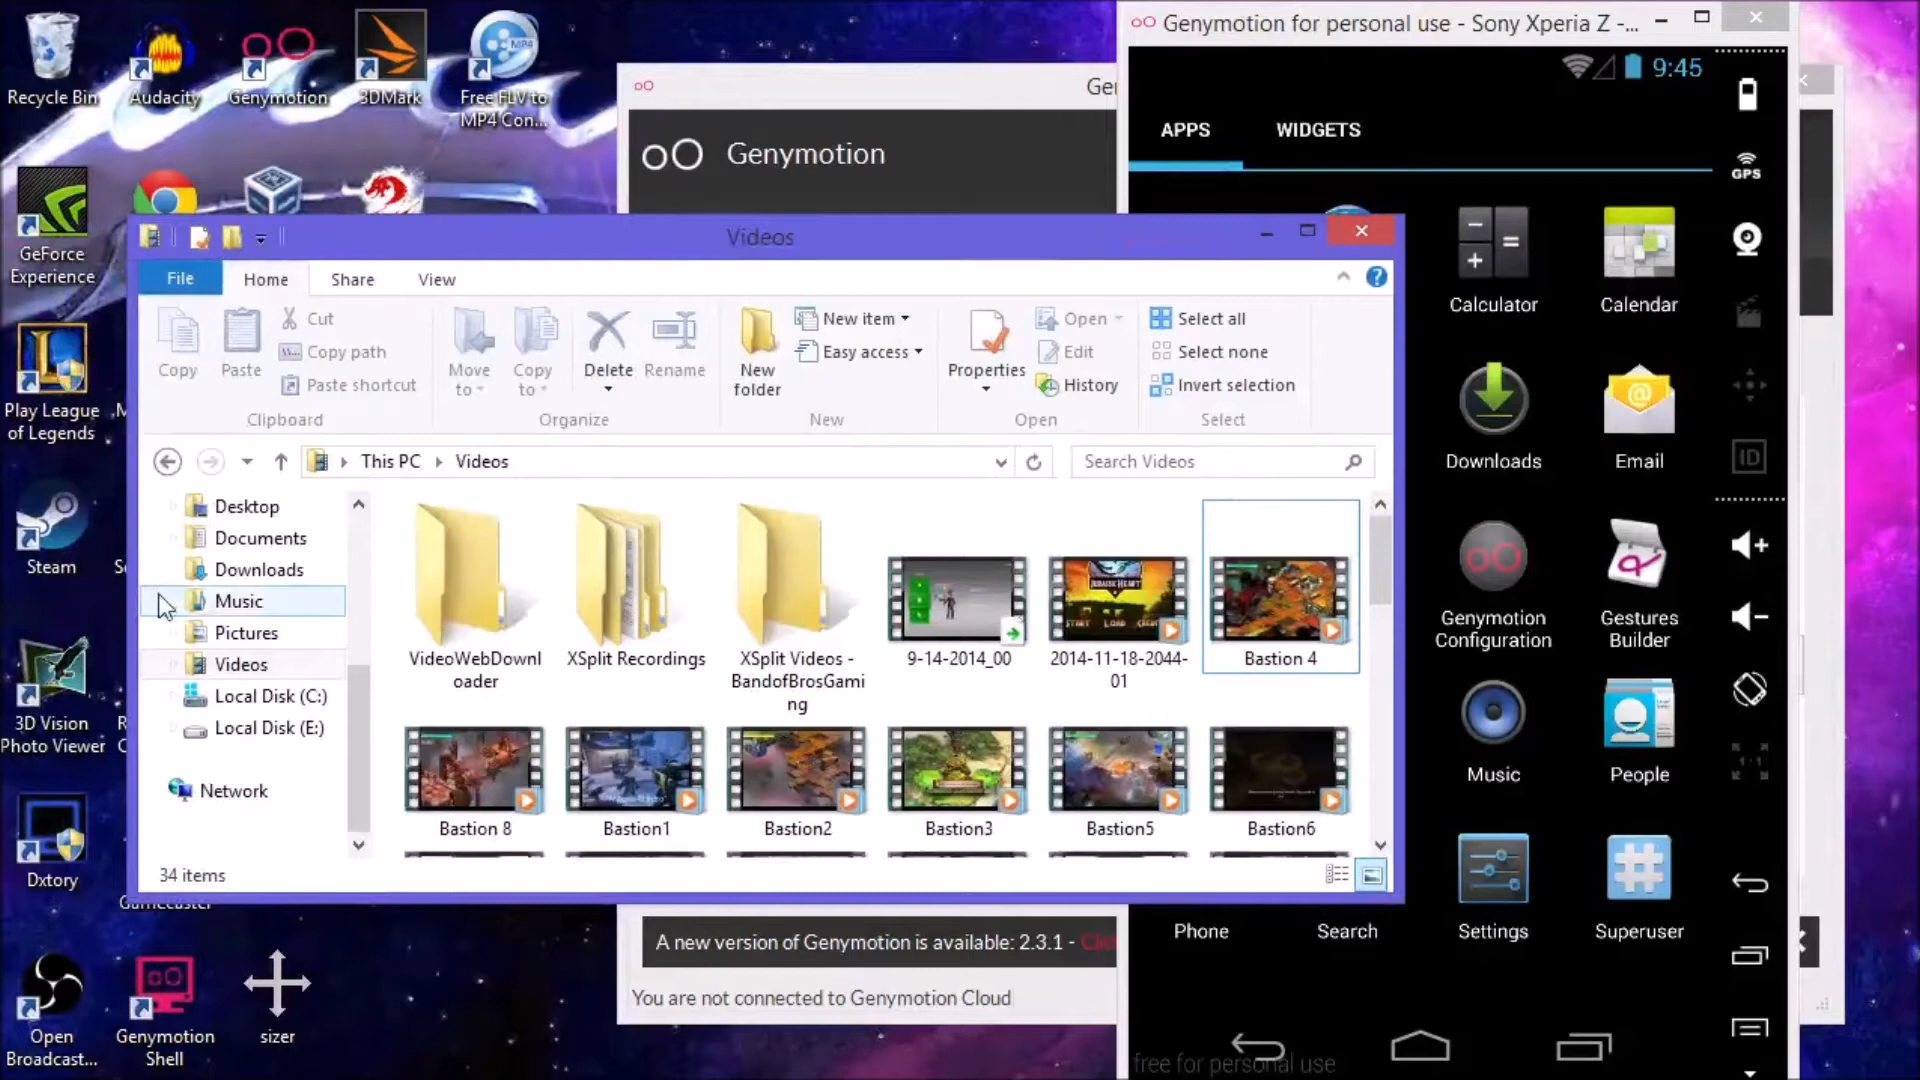 Recycle Bin
Audacity
Genymotion
3DMark
Free FLV to
MP4 Con...
GeForce
Experience
Play League
of Legends
Steam
3D Vision
Photo Viewer
Dxtory
Open
Broadcast...
Genymotion
Shell
sizer
Genymotion
A new version of Genymotion is available: 2.3.1 -
You are not connected to Genymotion Cloud
Videos
File
Home
Share
View
Copy
Paste
Cut
Copy path
Paste shortcut
Clipboard
Move
to
Copy
to
Delete
Rename
Organize
New
folder
New item
Easy access
New
Properties
Open
Edit
History
Open
Select all
Select none
Invert selection
Select
This PC
Videos
Search Videos
Desktop
Documents
Downloads
Music
Pictures
Videos
Local Disk (C:)
Local Disk (E:)
Network
VideoWebDownl
oader
XSplit Recordings
XSplit Videos -
BandofBrosGami
ng
9-14-2014_00
2014-11-18-2044-
01
Bastion 4
Bastion 8
Bastion1
Bastion2
Bastion3
Bastion5
Bastion6
34 items
Genymotion for personal use - Sony Xperia Z -...
9:45
APPS
WIDGETS
GPS
Calculator
Calendar
Downloads
Email
Genymotion
Configuration
Gestures
Builder
Music
People
Phone
Search
Settings
Superuser
ID
1:1
free for personal use